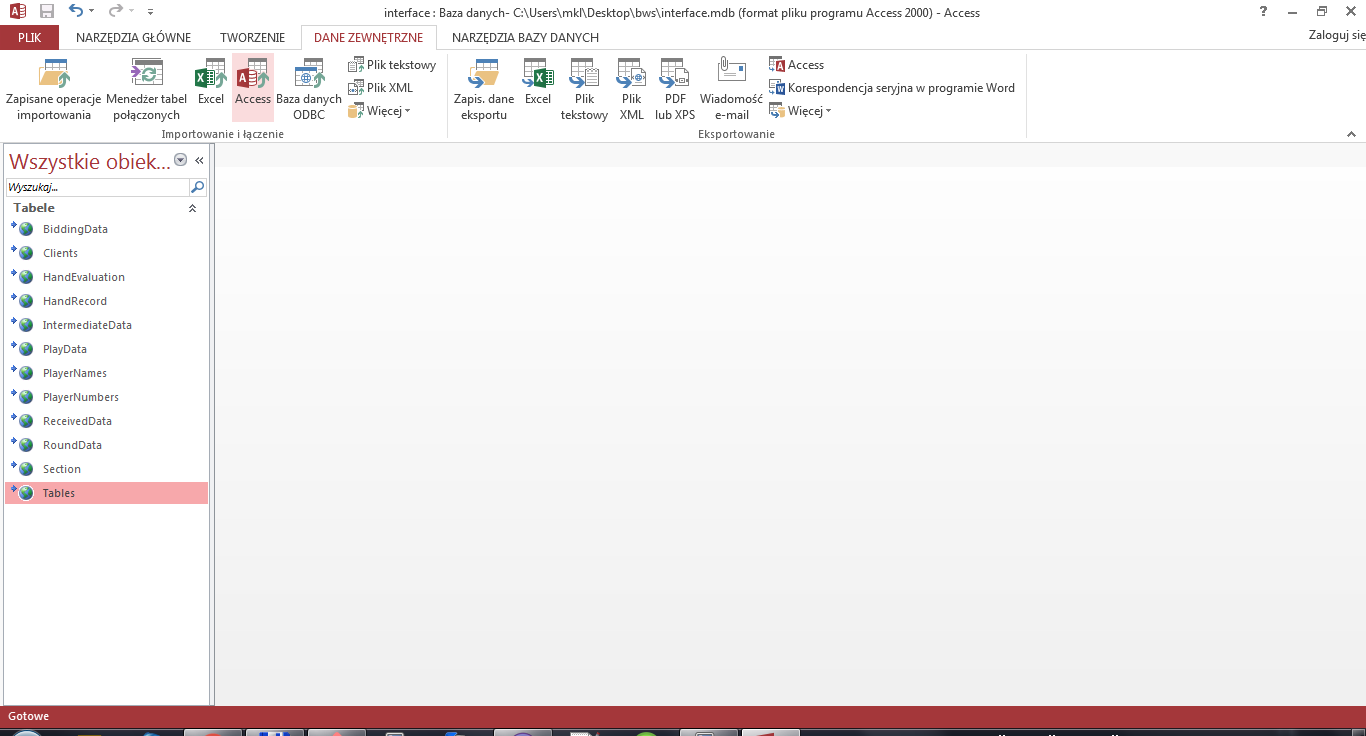 interface : Baza danych- C:\Users\mkl\Desktop\bws\interface.mdb (format pliku programu Access 2000) - Access
PLIK NARZĘDZIA GŁÓWNE TWORZENIE DANE ZEWNĘTRZNE NARZĘDZIA BAZY DANYCH Zaloguj się
Zapisane operacje importowania
Menedżer tabel połączonych
Excel
Access
Baza danych ODBC
Plik tekstowy
Plik XML
Więcej
Importowanie i łączenie
Zapis. dane eksportu
Excel
Plik tekstowy
Plik XML
PDF lub XPS
Wiadomość e-mail
Access
Korespondencja seryjna w programie Word
Więcej
Eksportowanie
Wszystkie obiek...
Wyszukaj...
Tabele
BiddingData
Clients
HandEvaluation
HandRecord
IntermediateData
PlayData
PlayerNames
PlayerNumbers
ReceivedData
RoundData
Section
Tables
Gotowe